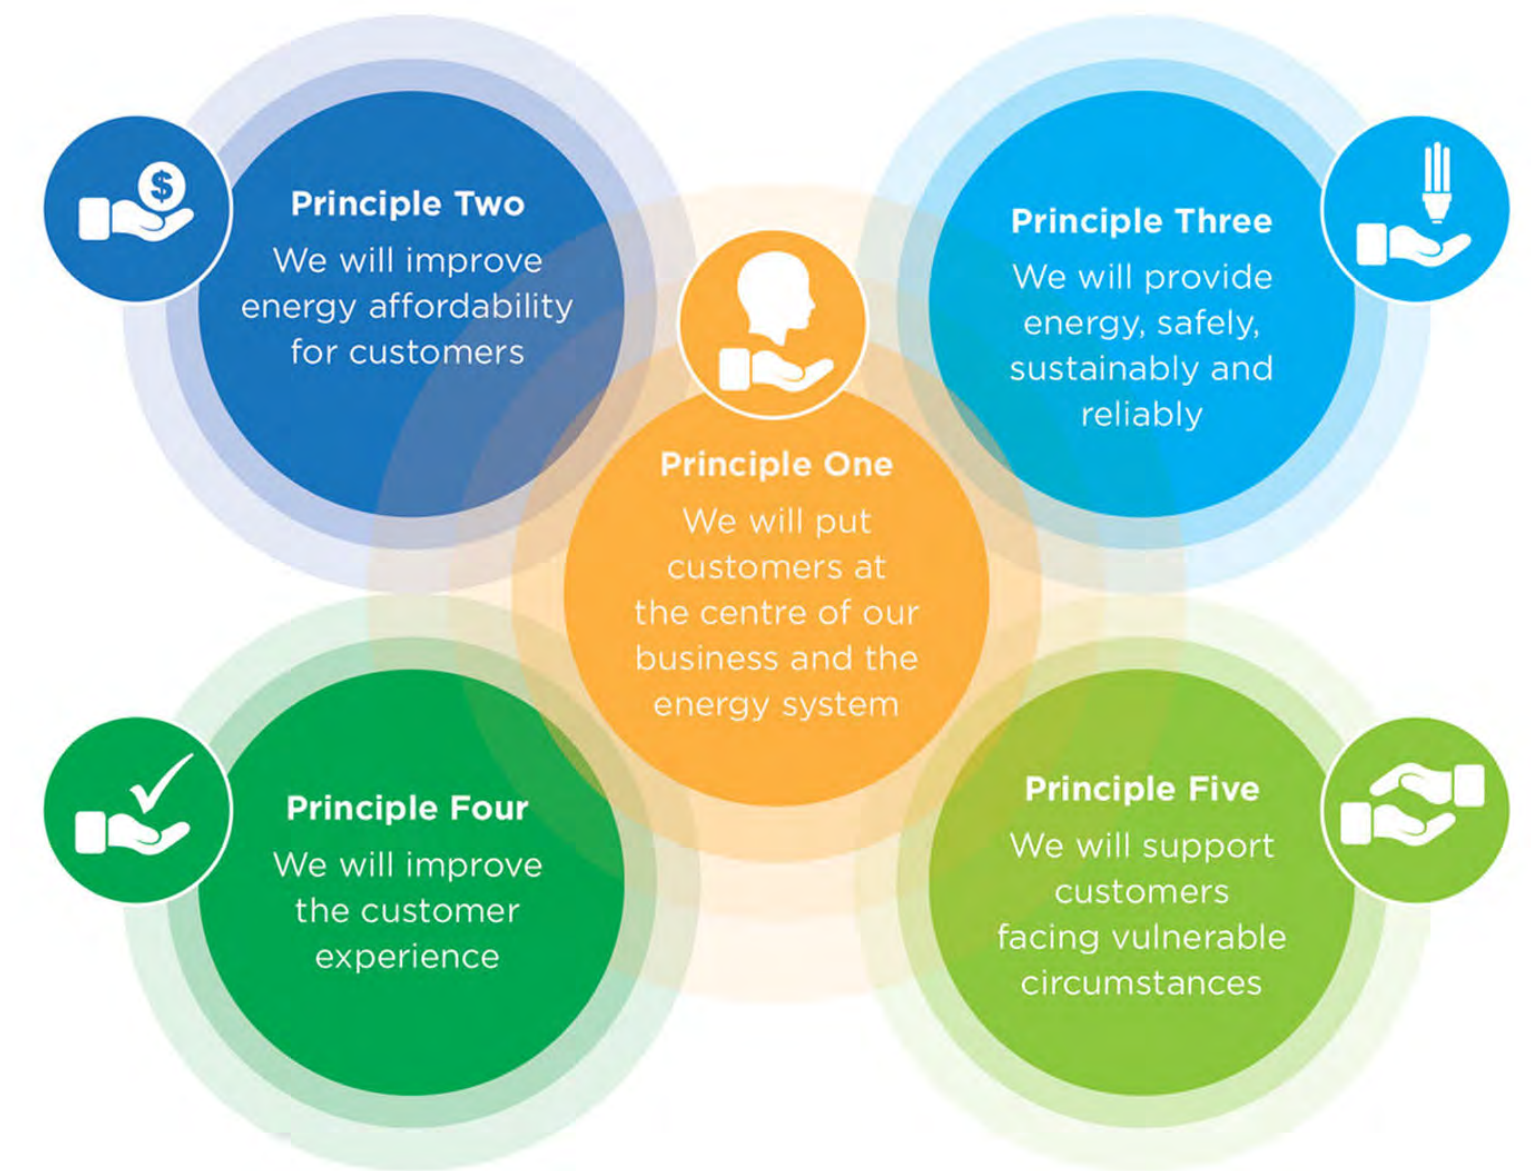 Principle Two
We will improve
energy affordability
for customers
Principle Three
We will provide
energy, safely,
sustainably and
reliably
Principle One
We will put
customers at
the centre of our
business and the
energy system
Principle Four
We will improve
the customer
experience
Principle Five
We will support
customers
facing vulnerable
circumstances
$